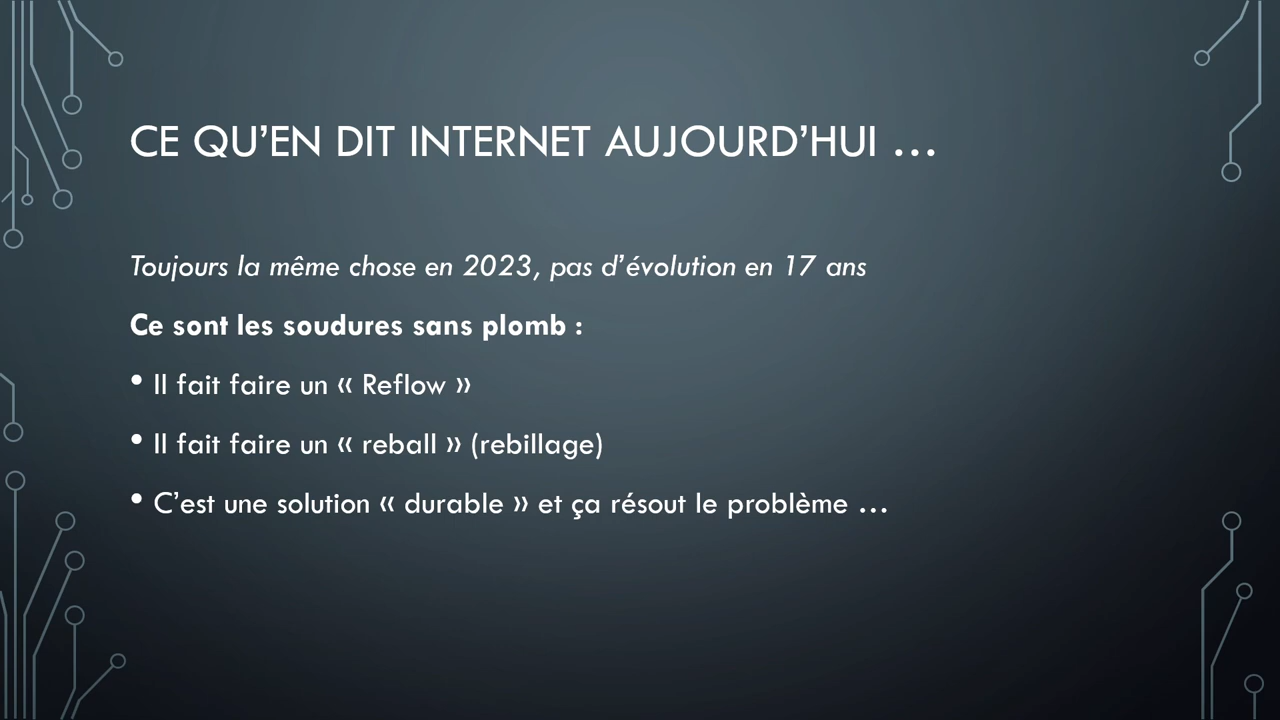 CE QU’EN DIT INTERNET AUJOURD’HUI …
Toujours la même chose en 2023, pas d’évolution en 17 ans
Ce sont les soudures sans plomb :
• Il fait faire un « Reflow »
• Il fait faire un « reball » (rebillage)
• C’est une solution « durable » et ça résout le problème …